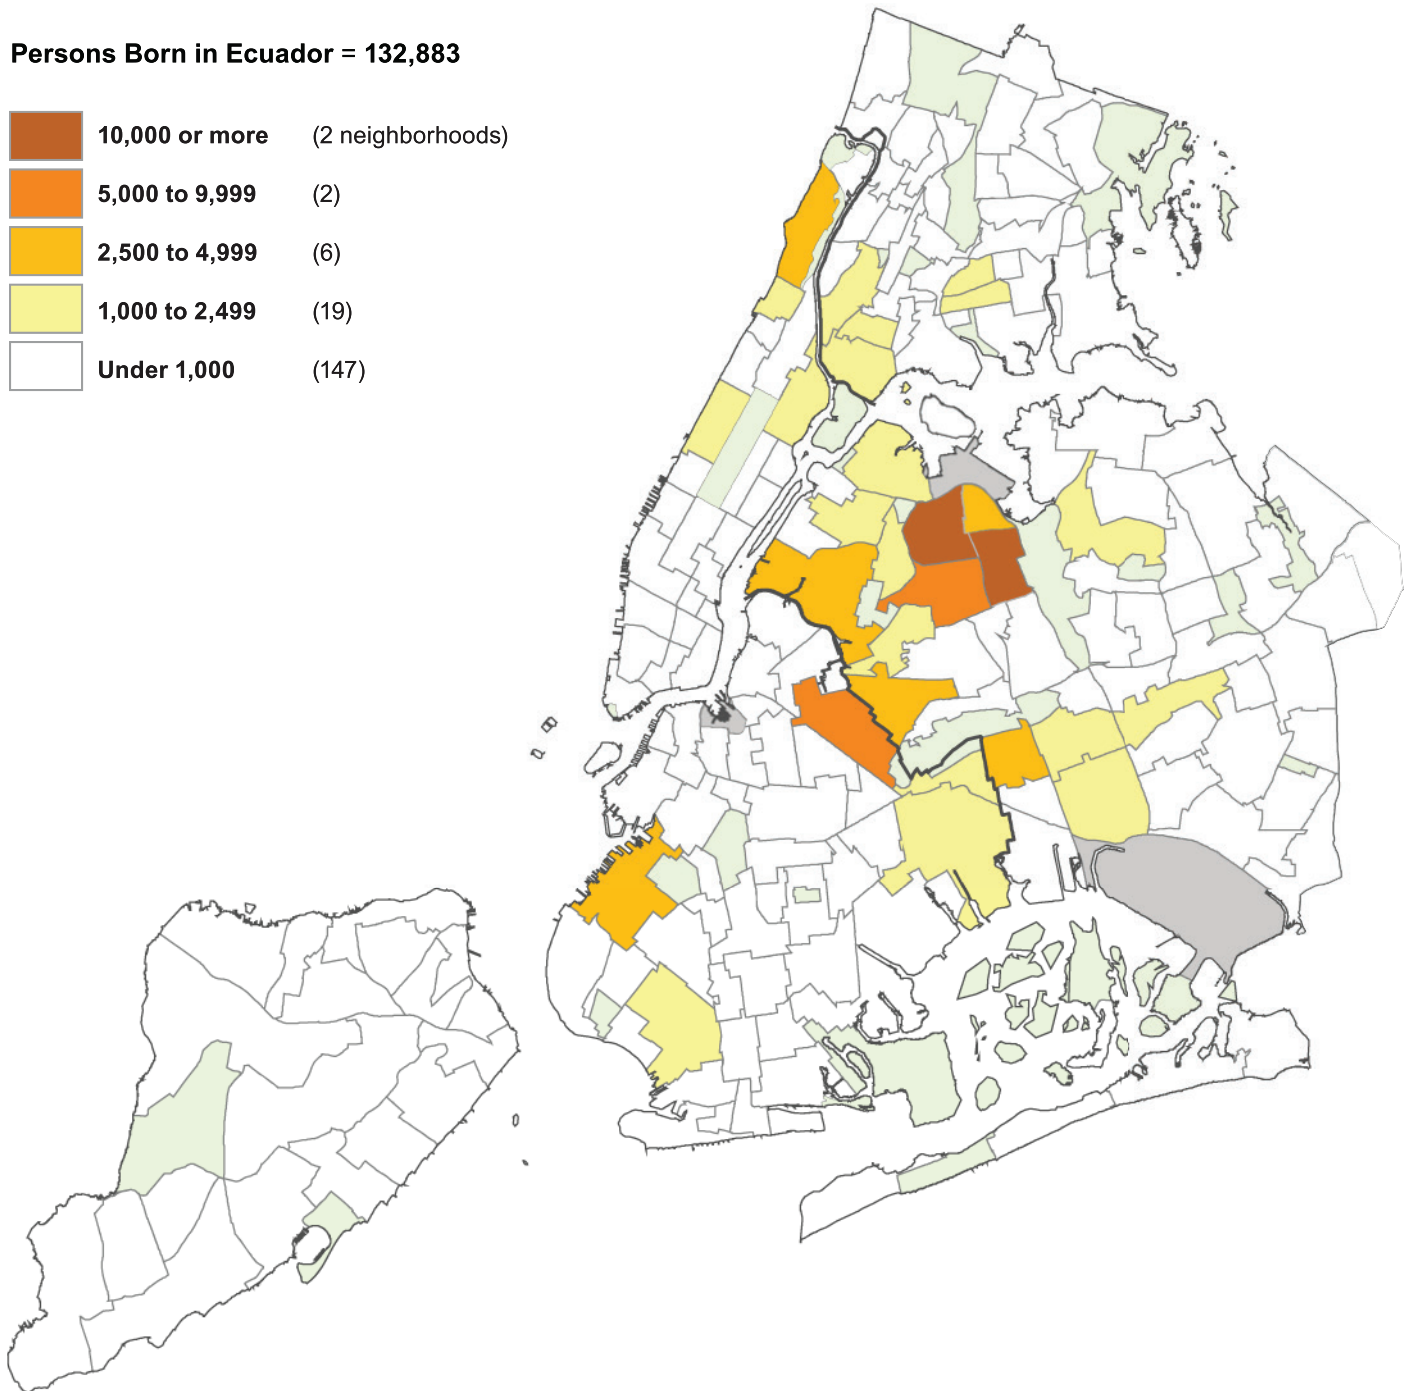 Persons Born in Ecuador = 132,883
10,000 or more (2 neighborhoods)
5,000 to 9,999 (2)
2,500 to 4,999 (6)
1,000 to 2,499 (19)
Under 1,000 (147)